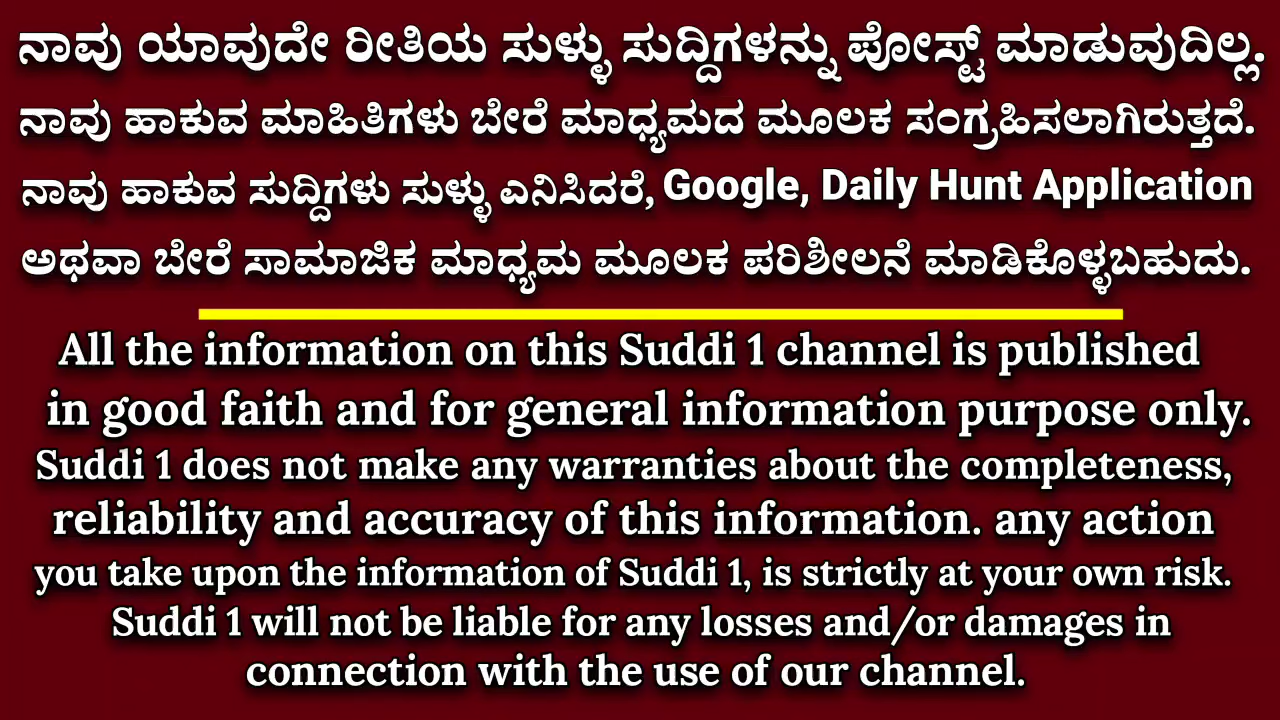 ನಾವು ಯಾವುದೇ ರೀತಿಯ ಸುಳ್ಳು ಸುದ್ದಿಗಳನ್ನು ಪೋಸ್ಟ್ ಮಾಡುವುದಿಲ್ಲ.
ನಾವು ಹಾಕುವ ಮಾಹಿತಿಗಳು ಬೇರೆ ಮಾಧ್ಯಮದ ಮೂಲಕ ಸಂಗ್ರಹಿಸಲಾಗಿರುತ್ತದೆ.
ನಾವು ಹಾಕುವ ಸುದ್ದಿಗಳು ಸುಳ್ಳು ಎನಿಸಿದರೆ, Google, Daily Hunt Application
ಅಥವಾ ಬೇರೆ ಸಾಮಾಜಿಕ ಮಾಧ್ಯಮ ಮೂಲಕ ಪರಿಶೀಲನೆ ಮಾಡಿಕೊಳ್ಳಬಹುದು.
All the information on this Suddi 1 channel is published
in good faith and for general information purpose only.
Suddi 1 does not make any warranties about the completeness,
reliability and accuracy of this information. any action
you take upon the information of Suddi 1, is strictly at your own risk.
Suddi 1 will not be liable for any losses and/or damages in
connection with the use of our channel.